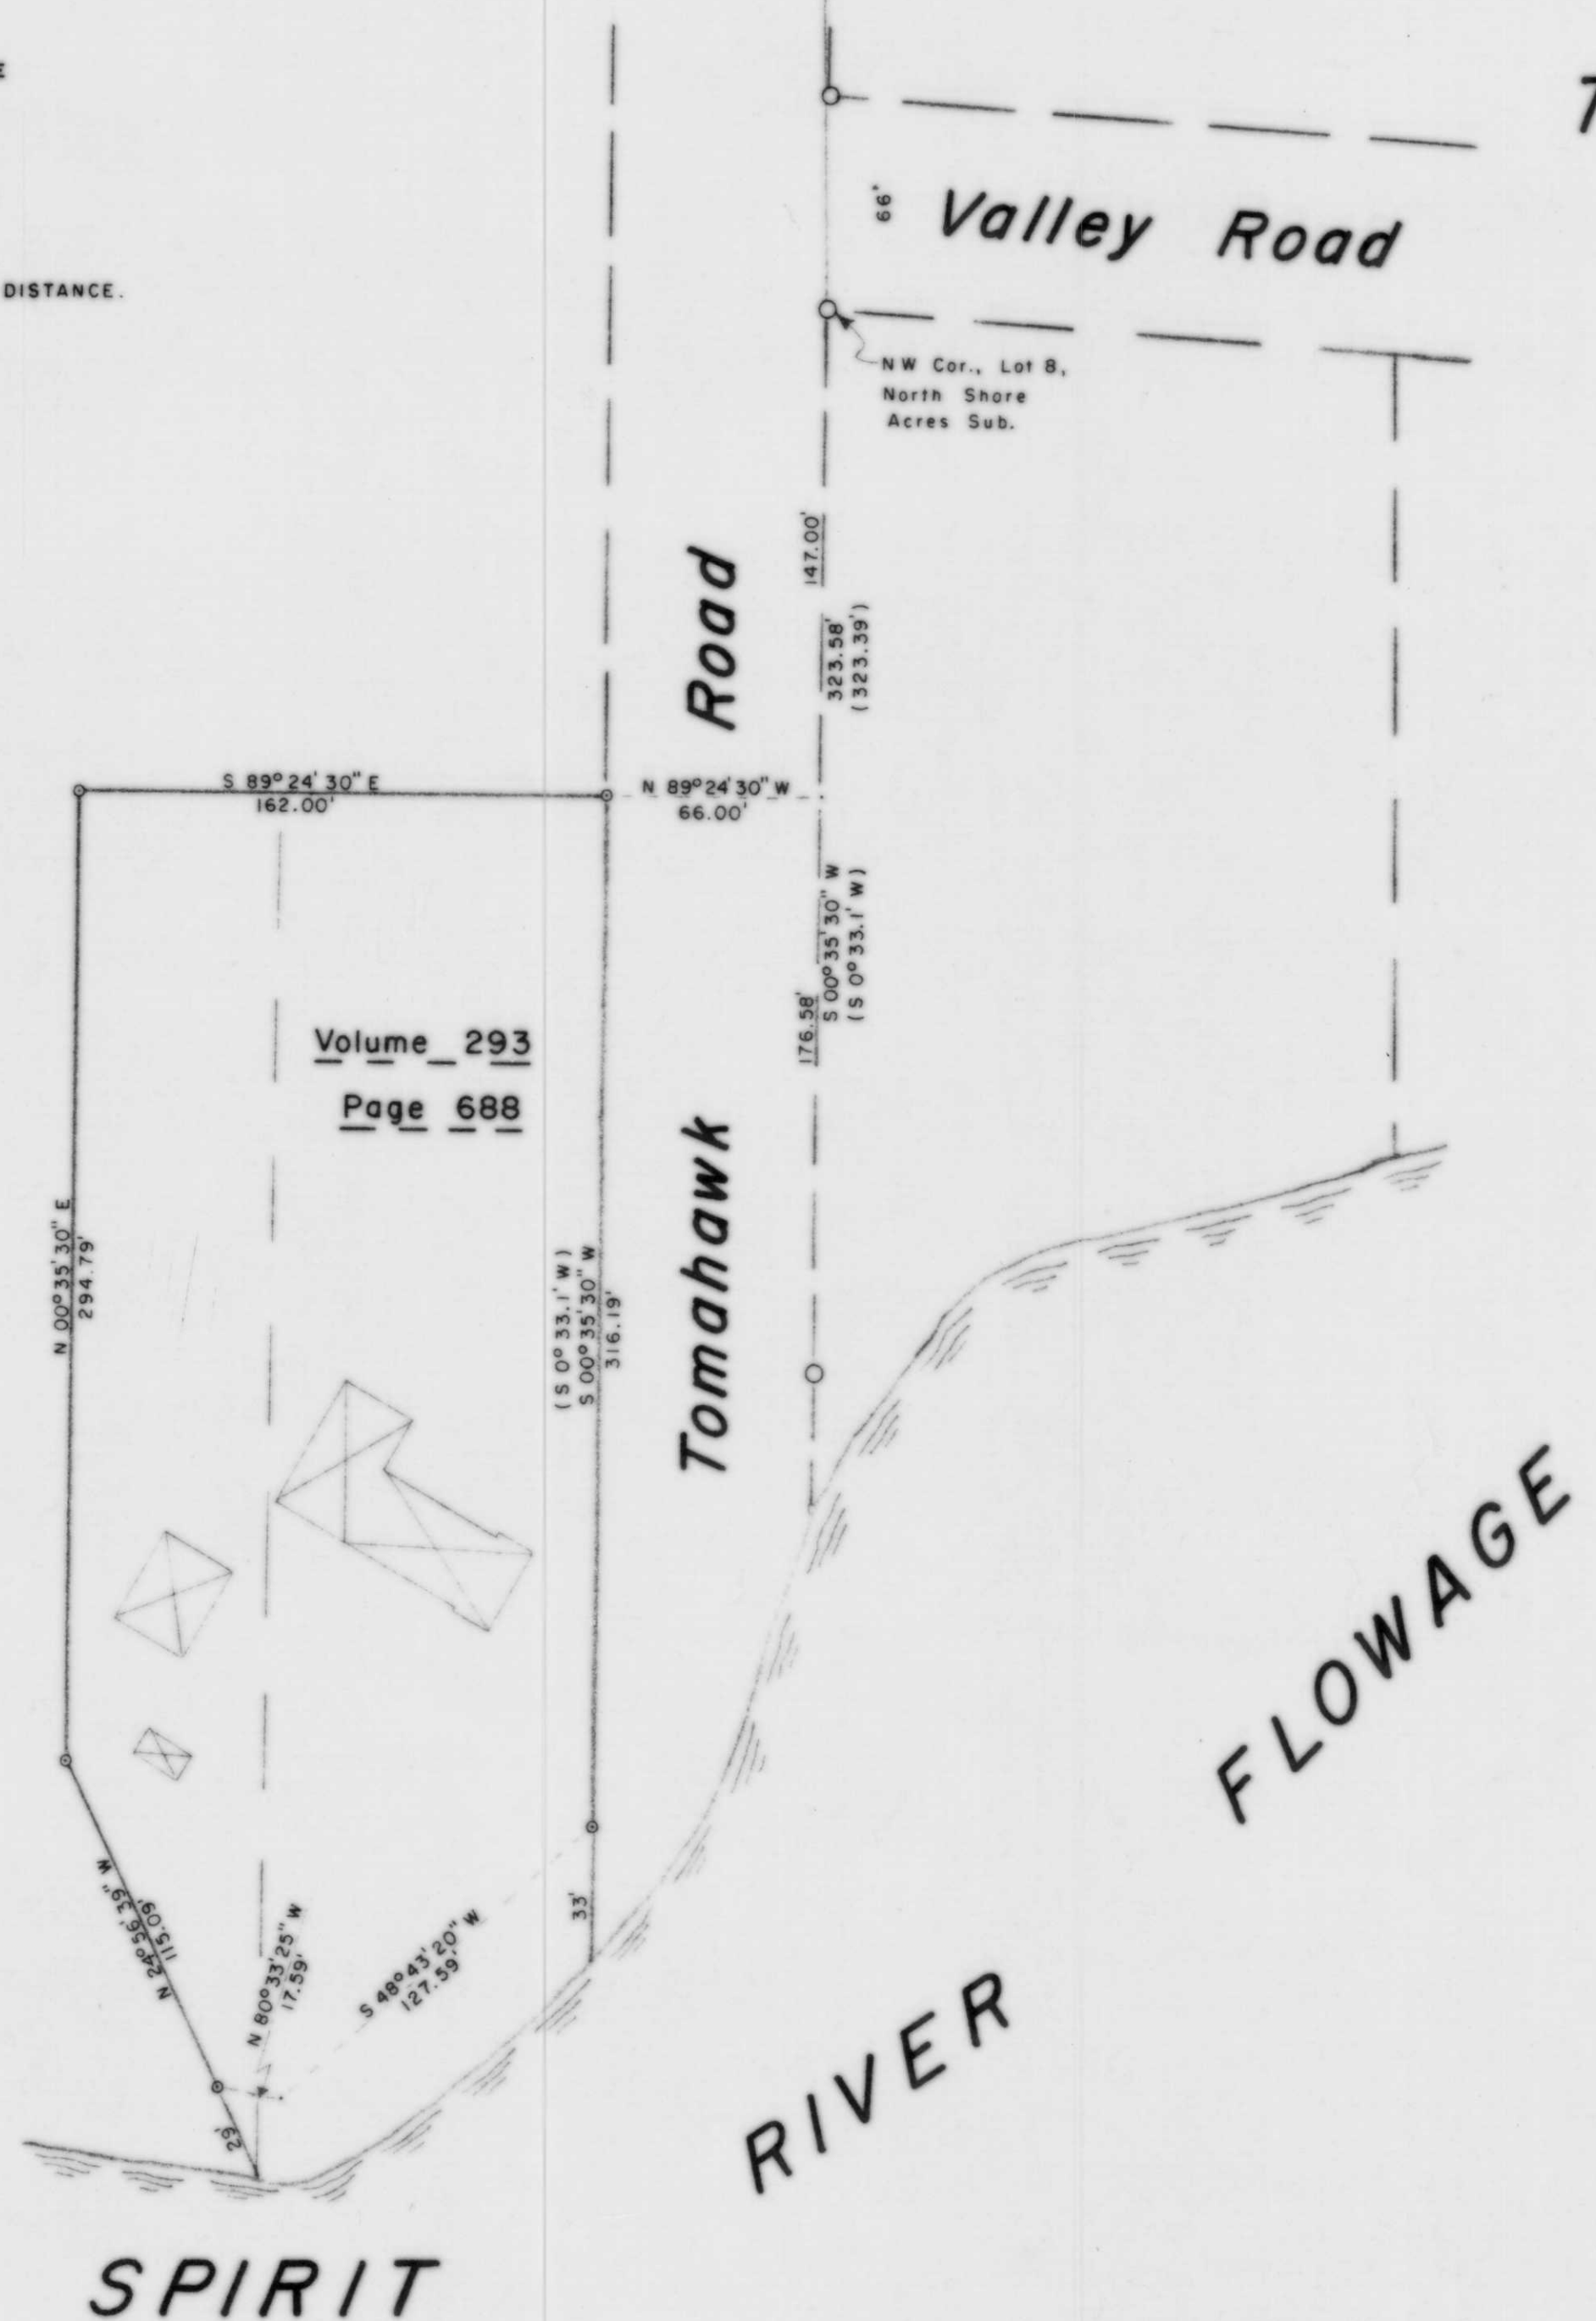 E
T
DISTANCE.
66'
Valley Road
NW Cor., Lot 8,
North Shore
Acres Sub.
147.00'
323.58'
(323.39')
Road
S 89°24'30" E
162.00'
N 89°24'30" W
66.00'
S 00°35'30" W
(S 0°33.1' W)
176.58'
Volume 293
Page 688
Tomahawk
N 00°35'30" E
294.79'
(S 0°33.1' W)
S 00°35'30" W
316.19'
FLOWAGE
N 24°56'39" W
115.09'
N 80°33'25" W
17.59'
S 48°43'20" W
127.59'
33'
29'
RIVER
SPIRIT